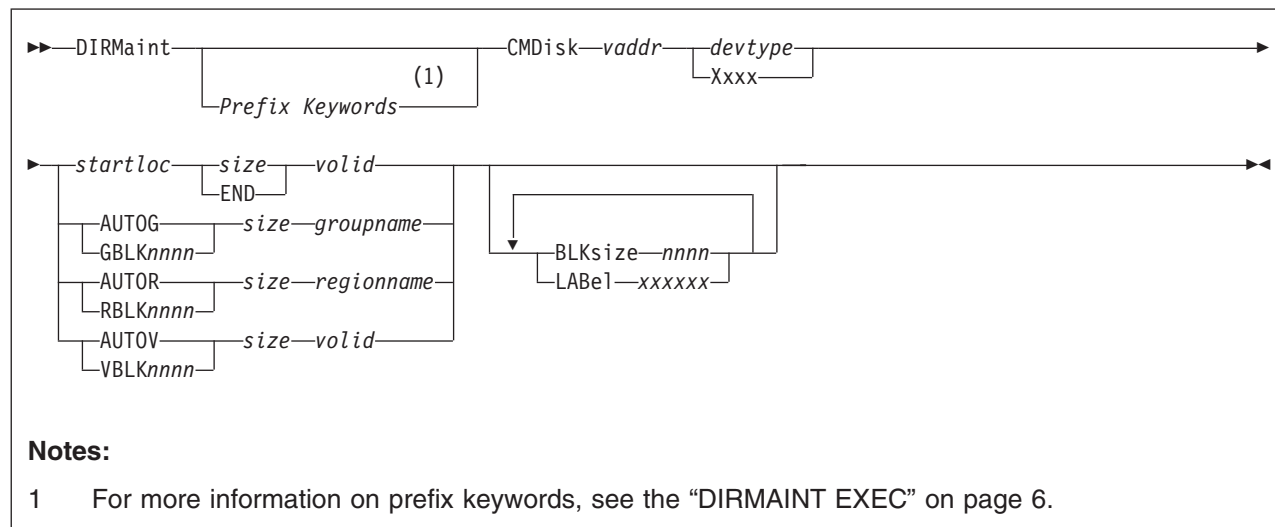 DIRMaint CMDisk vaddr devtype
(1) Xxxx
Prefix Keywords
startloc size volid
END
AUTOG size groupname BLKsize nnnn
GBLKnnnn LABel xxxxxx
AUTOR size regionname
RBLKnnnn
AUTOV size volid
VBLKnnnn
Notes:
1 For more information on prefix keywords, see the “DIRMAINT EXEC” on page 6.